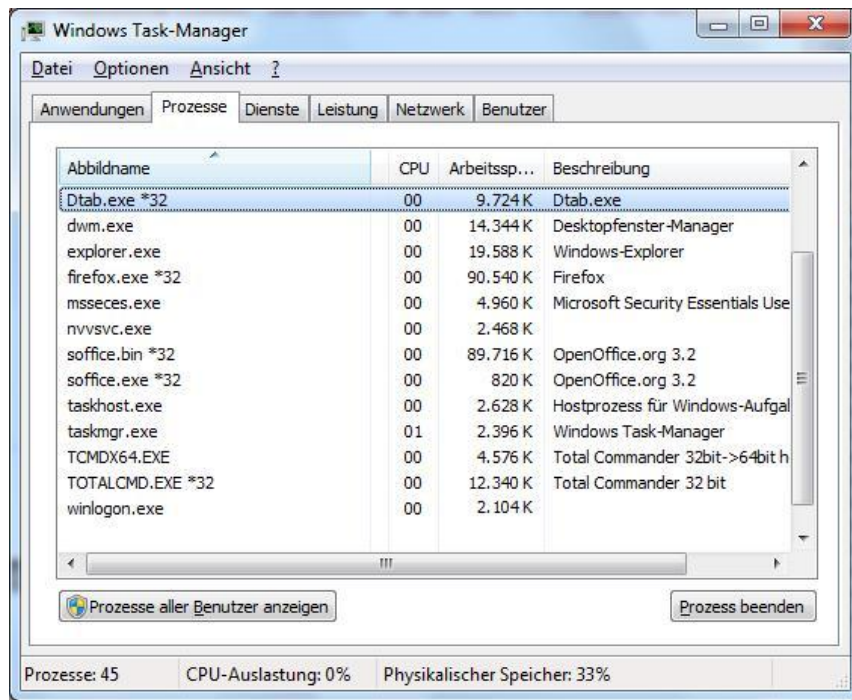 Windows Task-Manager
Datei Optionen Ansicht ?
Anwendungen Prozesse Dienste Leistung Netzwerk Benutzer
Abbildname CPU Arbeitssp... Beschreibung
Dtab.exe *32 00 9.724 K Dtab.exe
dwm.exe 00 14.344 K Desktopfenster-Manager
explorer.exe 00 19.588 K Windows-Explorer
firefox.exe *32 00 90.540 K Firefox
msseces.exe 00 4.960 K Microsoft Security Essentials Use
nvvsvc.exe 00 2.468 K
soffice.bin *32 00 89.716 K OpenOffice.org 3.2
soffice.exe *32 00 820 K OpenOffice.org 3.2
taskhost.exe 00 2.628 K Hostprozess für Windows-Aufgal
taskmgr.exe 01 2.396 K Windows Task-Manager
TCMDX64.EXE 00 4.576 K Total Commander 32bit->64bit h
TOTALCMD.EXE *32 00 12.340 K Total Commander 32 bit
winlogon.exe 00 2.104 K
Prozesse aller Benutzer anzeigen Prozess beenden
Prozesse: 45 CPU-Auslastung: 0% Physikalischer Speicher: 33%